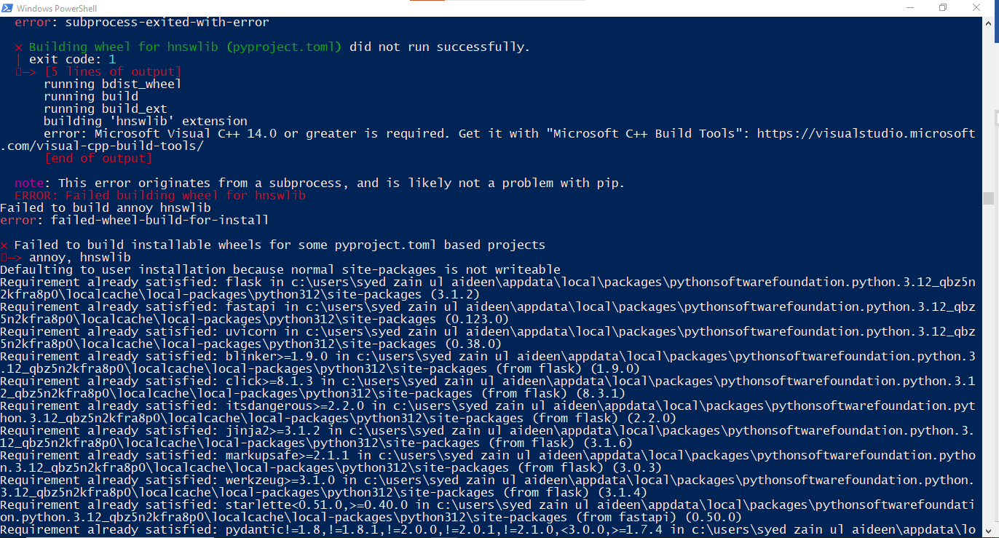 Windows PowerShell
error: subprocess-exited-with-error
× Building wheel for hnswlib (pyproject.toml) did not run successfully.
| exit code: 1
─> [5 lines of output]
running bdist_wheel
running build
running build_ext
building 'hnswlib' extension
error: Microsoft Visual C++ 14.0 or greater is required. Get it with "Microsoft C++ Build Tools": https://visualstudio.microsoft
.com/visual-cpp-build-tools/
[end of output]
note: This error originates from a subprocess, and is likely not a problem with pip.
ERROR: Failed building wheel for hnswlib
Failed to build annoy hnswlib
error: failed-wheel-build-for-install
× Failed to build installable wheels for some pyproject.toml based projects
─> annoy, hnswlib
Defaulting to user installation because normal site-packages is not writeable
Requirement already satisfied: flask in c:\users\syed zain ul aideen\appdata\local\packages\pythonsoftwarefoundation.python.3.12_qbz5n
2kfra8p0\localcache\local-packages\python312\site-packages (3.1.2)
Requirement already satisfied: fastapi in c:\users\syed zain ul aideen\appdata\local\packages\pythonsoftwarefoundation.python.3.12_qbz
5n2kfra8p0\localcache\local-packages\python312\site-packages (0.123.0)
Requirement already satisfied: uvicorn in c:\users\syed zain ul aideen\appdata\local\packages\pythonsoftwarefoundation.python.3.12_qbz
5n2kfra8p0\localcache\local-packages\python312\site-packages (0.38.0)
Requirement already satisfied: blinker>=1.9.0 in c:\users\syed zain ul aideen\appdata\local\packages\pythonsoftwarefoundation.python.3
.12_qbz5n2kfra8p0\localcache\local-packages\python312\site-packages (from flask) (1.9.0)
Requirement already satisfied: click>=8.1.3 in c:\users\syed zain ul aideen\appdata\local\packages\pythonsoftwarefoundation.python.3.1
2_qbz5n2kfra8p0\localcache\local-packages\python312\site-packages (from flask) (8.3.1)
Requirement already satisfied: itsdangerous>=2.2.0 in c:\users\syed zain ul aideen\appdata\local\packages\pythonsoftwarefoundation.pyt
hon.3.12_qbz5n2kfra8p0\localcache\local-packages\python312\site-packages (from flask) (2.2.0)
Requirement already satisfied: jinja2>=3.1.2 in c:\users\syed zain ul aideen\appdata\local\packages\pythonsoftwarefoundation.python.3.
12_qbz5n2kfra8p0\localcache\local-packages\python312\site-packages (from flask) (3.1.6)
Requirement already satisfied: markupsafe>=2.1.1 in c:\users\syed zain ul aideen\appdata\local\packages\pythonsoftwarefoundation.pytho
n.3.12_qbz5n2kfra8p0\localcache\local-packages\python312\site-packages (from flask) (3.0.3)
Requirement already satisfied: werkzeug>=3.1.0 in c:\users\syed zain ul aideen\appdata\local\packages\pythonsoftwarefoundation.python.
3.12_qbz5n2kfra8p0\localcache\local-packages\python312\site-packages (from flask) (3.1.4)
Requirement already satisfied: starlette<0.51.0,>=0.40.0 in c:\users\syed zain ul aideen\appdata\local\packages\pythonsoftwarefoundati
on.python.3.12_qbz5n2kfra8p0\localcache\local-packages\python312\site-packages (from fastapi) (0.50.0)
Requirement already satisfied: pydantic!=1.8,!=1.8.1,!=2.0.0,!=2.0.1,!=2.1.0,<3.0.0,>=1.7.4 in c:\users\syed zain ul aideen\appdata\lo